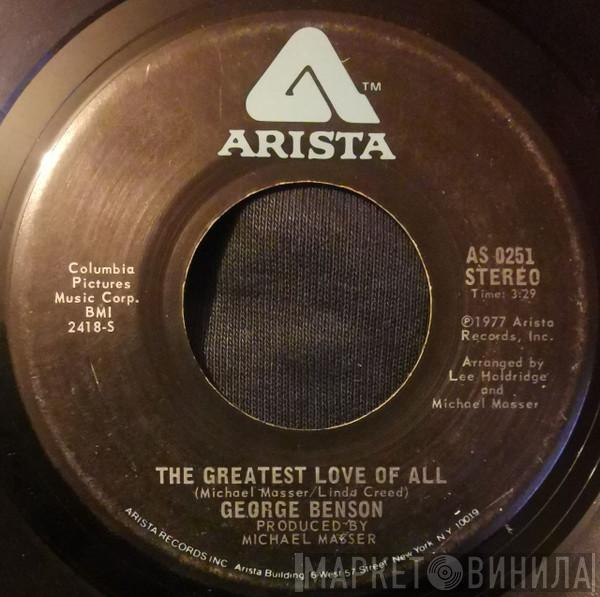 TM
ARISTA
Columbia
Pictures
Music Corp.
BMI
2418-S
AS 0251
STEREO
Time: 3:29
℗1977 Arista
Records, Inc.
Arranged by
Lee Holdridge
and
Michael Masser
THE GREATEST LOVE OF ALL
(Michael Masser/Linda Creed)
GEORGE BENSON
PRODUCED BY
MICHAEL MASSER
ARISTA RECORDS INC. Arista Building, 6 West 57 Street, New York, N.Y. 10019
МАРКЕТ ВИНИЛА